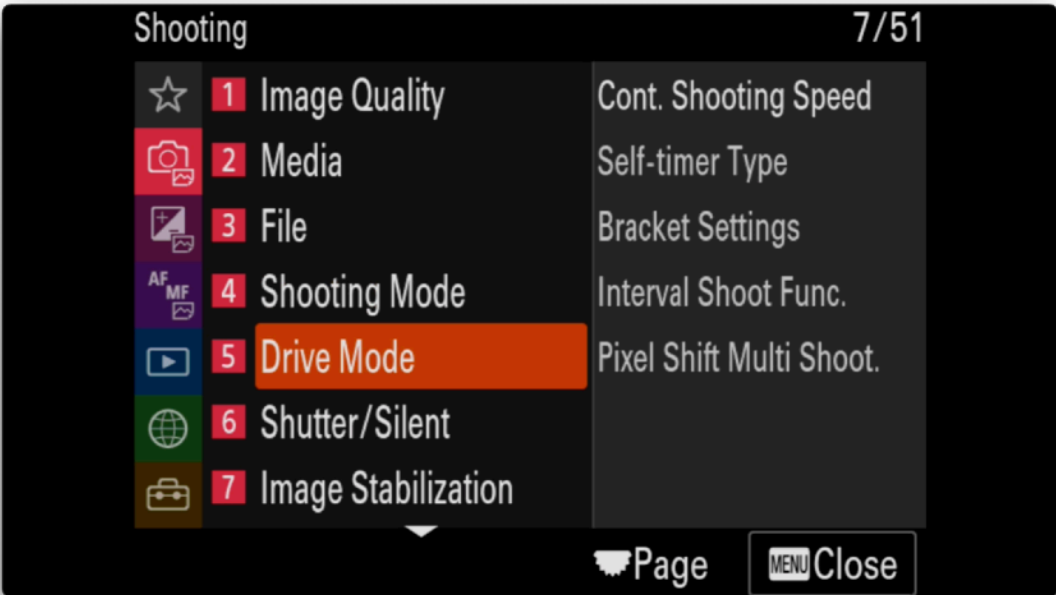 Shooting 7/51
1 Image Quality
2 Media
3 File
4 Shooting Mode
5 Drive Mode
6 Shutter/Silent
7 Image Stabilization
Cont. Shooting Speed
Self-timer Type
Bracket Settings
Interval Shoot Func.
Pixel Shift Multi Shoot.
AF MF
Page MENU Close